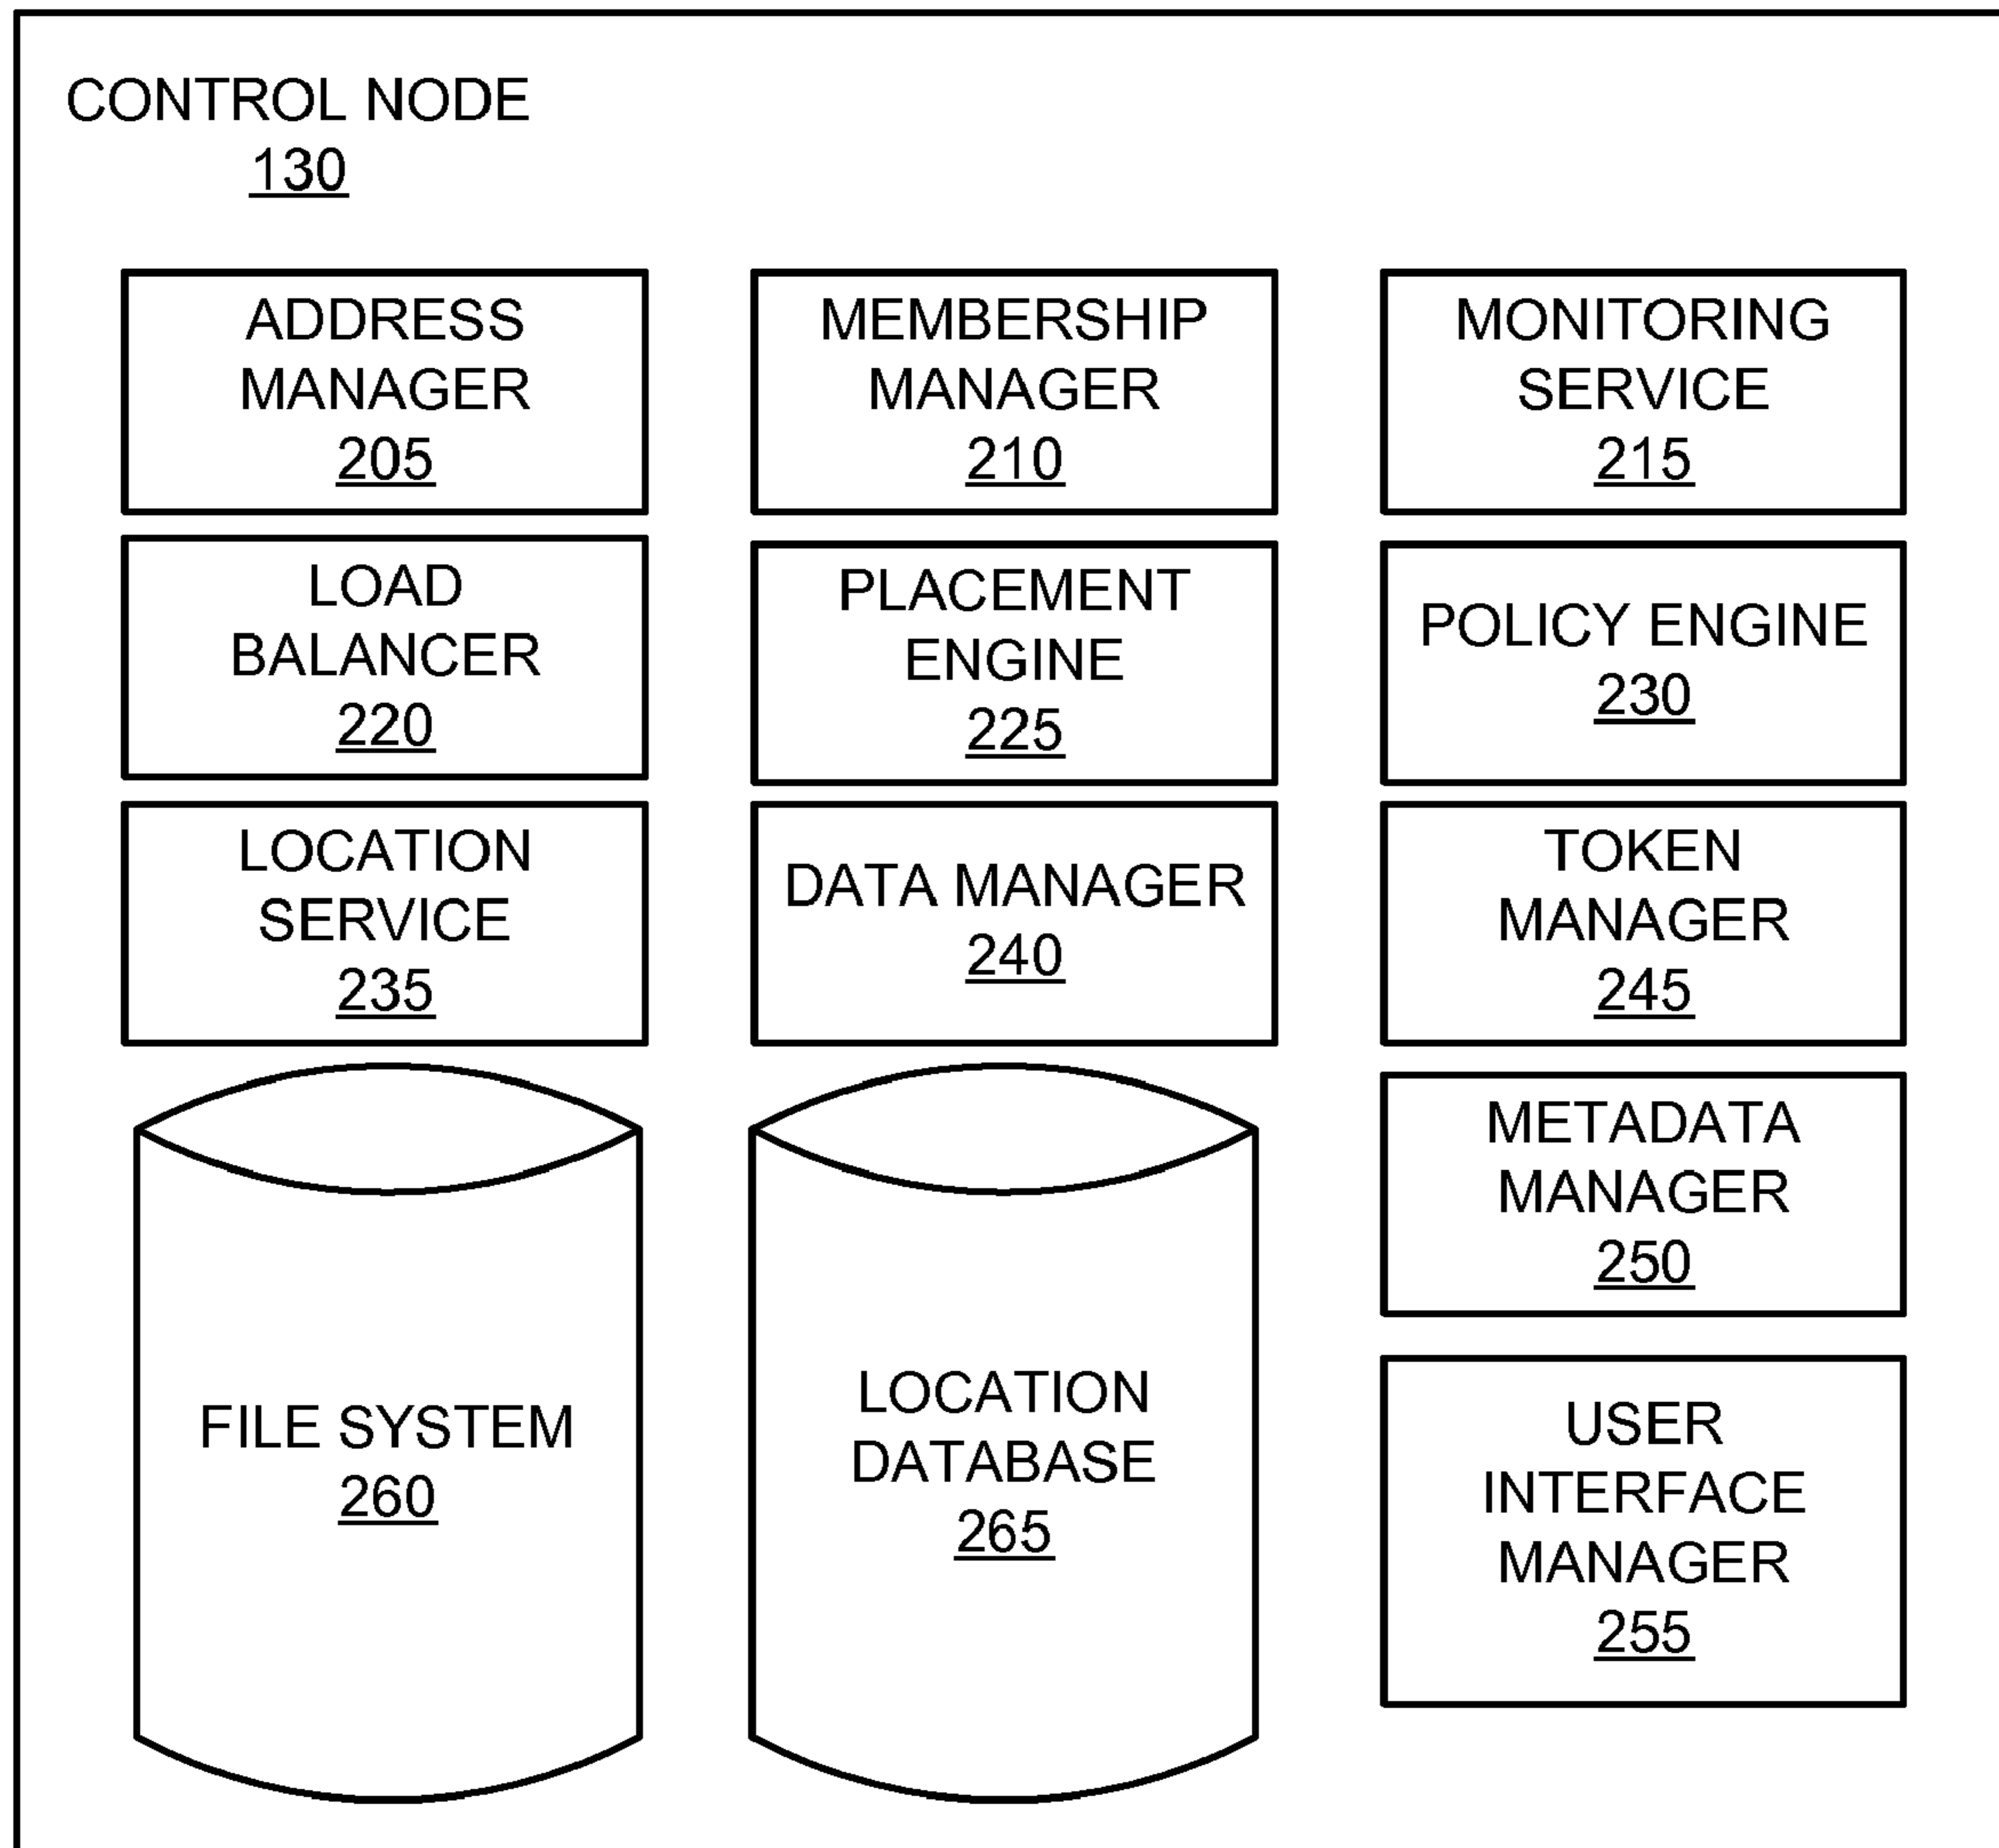 CONTROL NODE
130
ADDRESS
MANAGER
205
MEMBERSHIP
MANAGER
210
MONITORING
SERVICE
215
LOAD
BALANCER
220
PLACEMENT
ENGINE
225
POLICY ENGINE
230
LOCATION
SERVICE
235
DATA MANAGER
240
TOKEN
MANAGER
245
METADATA
MANAGER
250
FILE SYSTEM
260
LOCATION
DATABASE
265
USER
INTERFACE
MANAGER
255